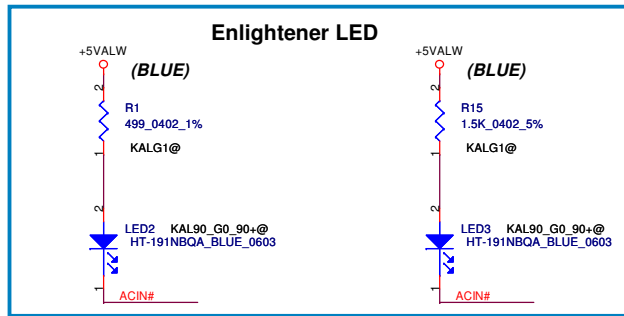 Enlightener LED
+5VALW
(BLUE)
2
R1
499_0402_1%
KALG1@
1
2
LED2 KAL90_G0_90+@
HT-191NBQA_BLUE_0603
1
ACIN#
+5VALW
(BLUE)
2
R15
1.5K_0402_5%
KALG1@
1
2
LED3 KAL90_G0_90+@
HT-191NBQA_BLUE_0603
1
ACIN#